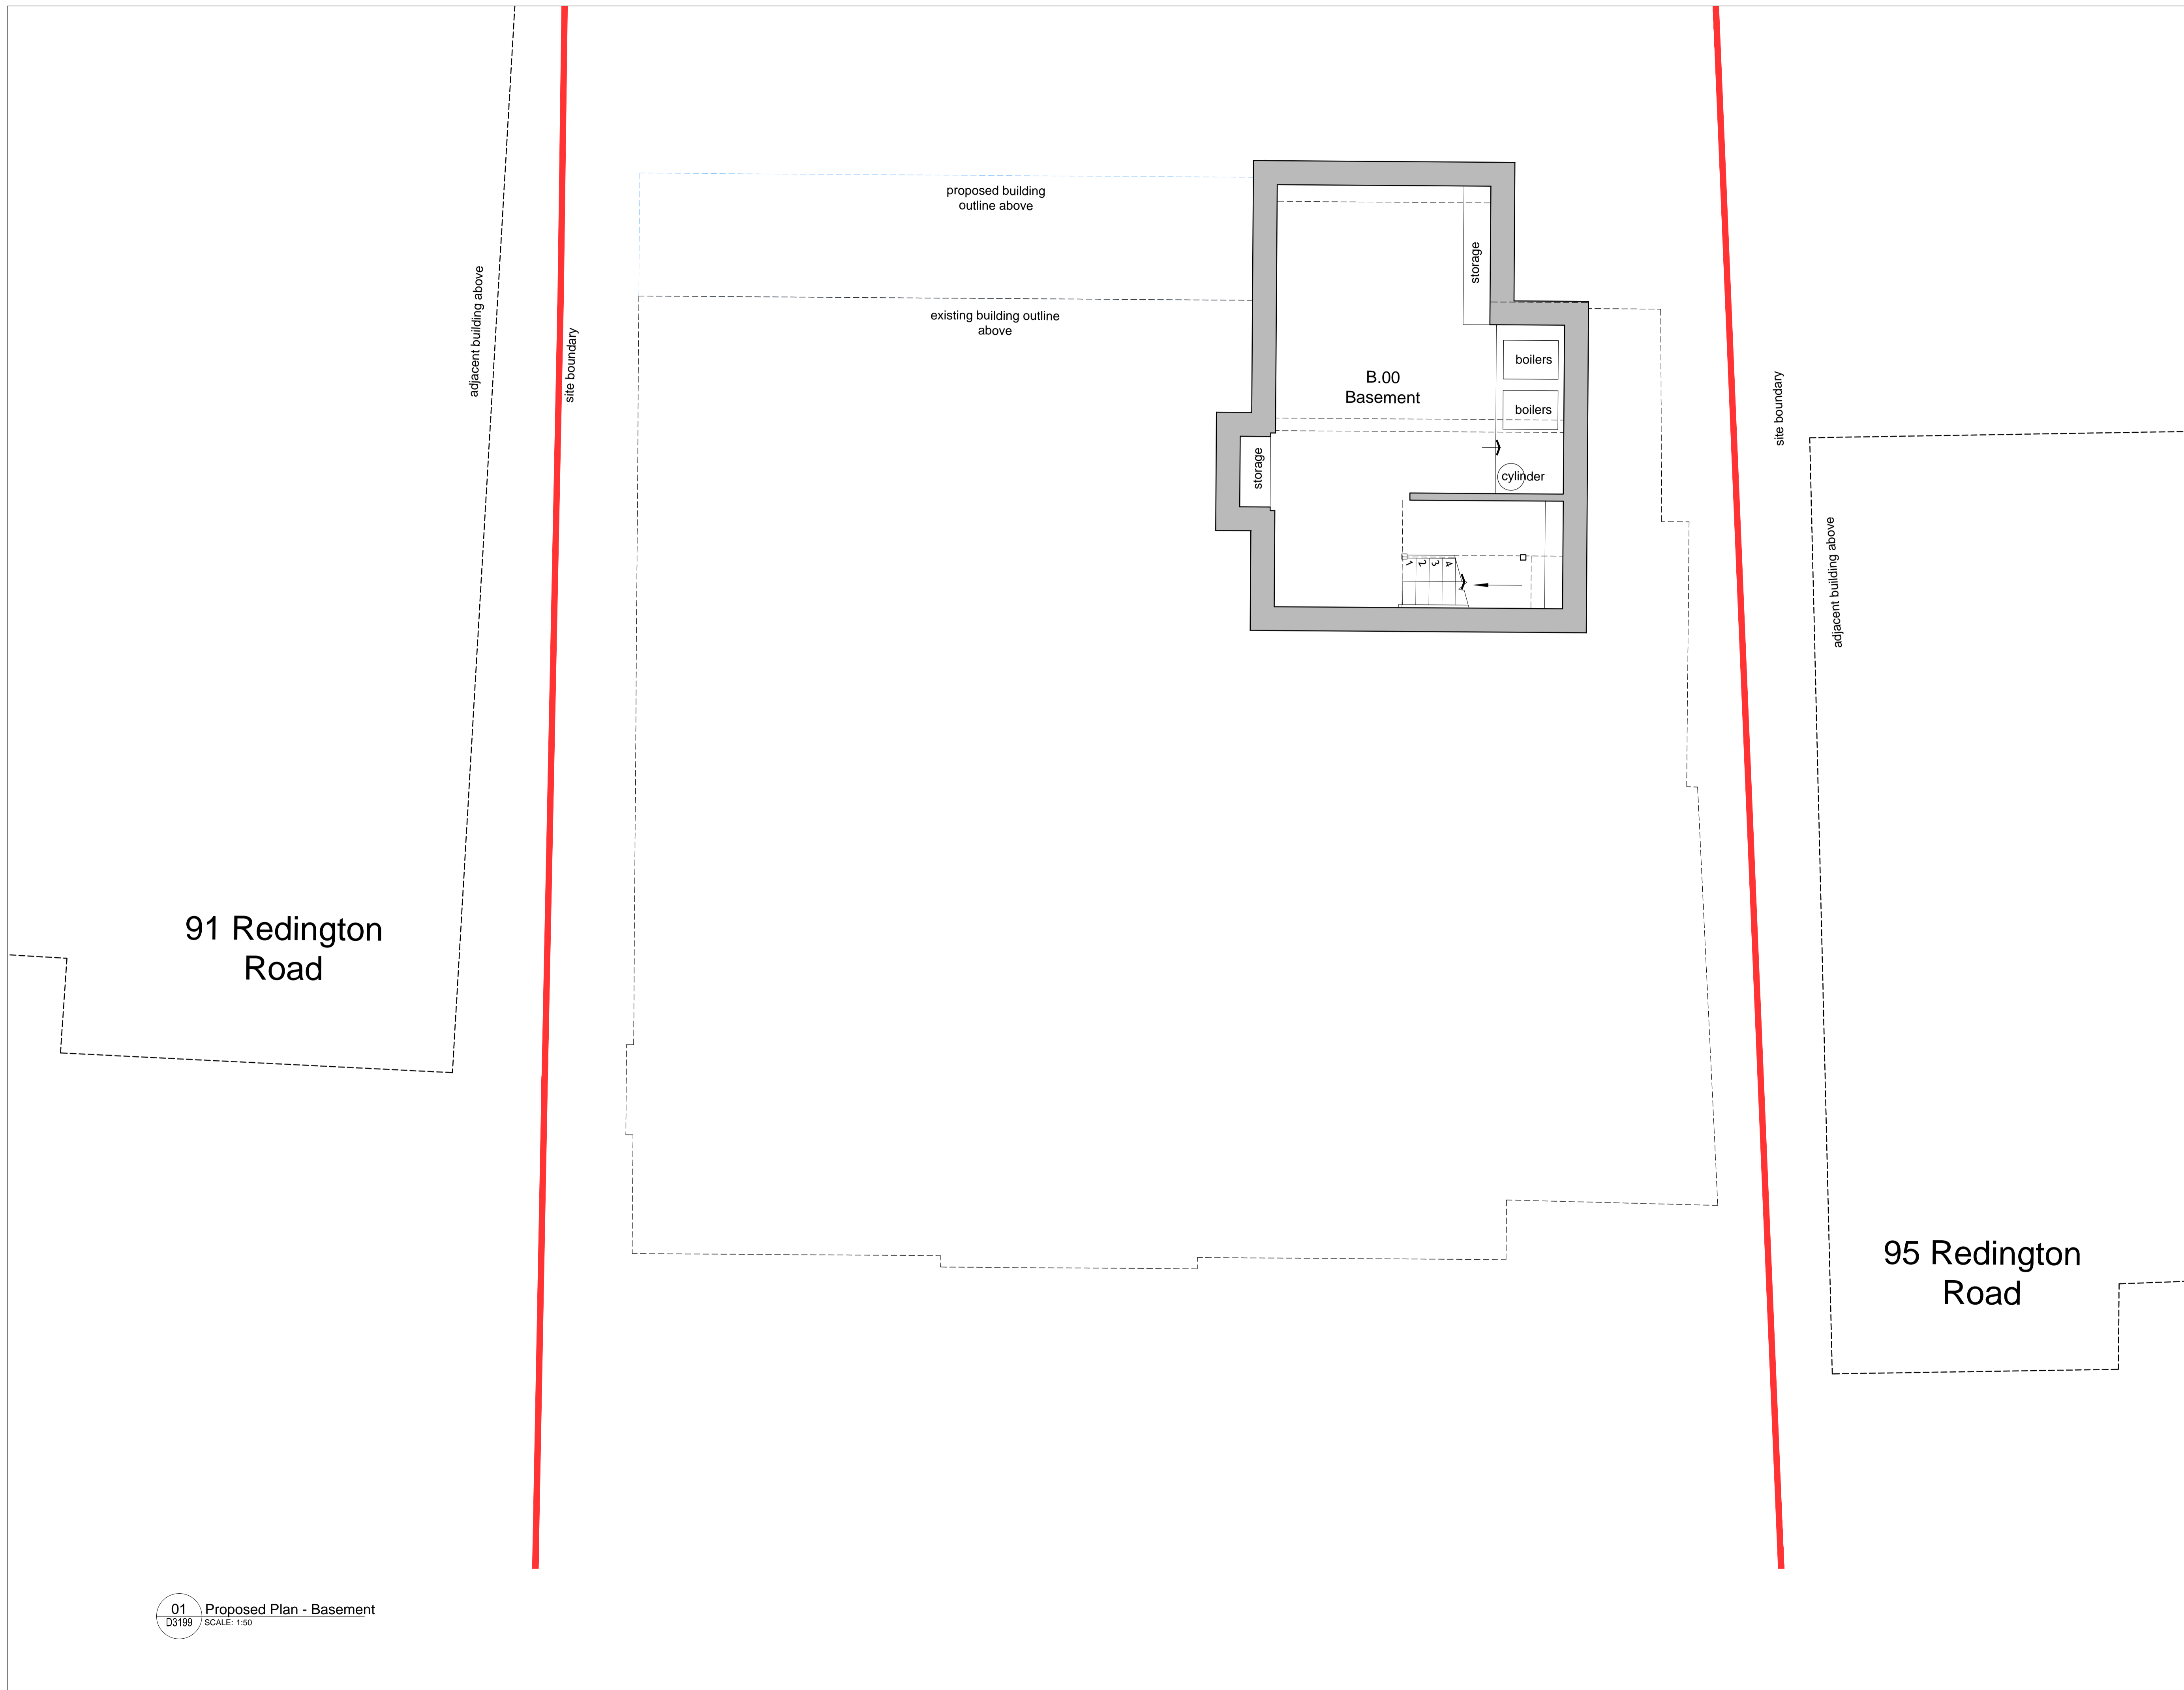 proposed building
outline above
existing building outline
above
adjacent building above
site boundary
storage
boilers
boilers
B.00
Basement
storage
cylinder
1 2 3 4
site boundary
adjacent building above
91 Redington
Road
95 Redington
Road
01
D3199
Proposed Plan - Basement
SCALE: 1:50